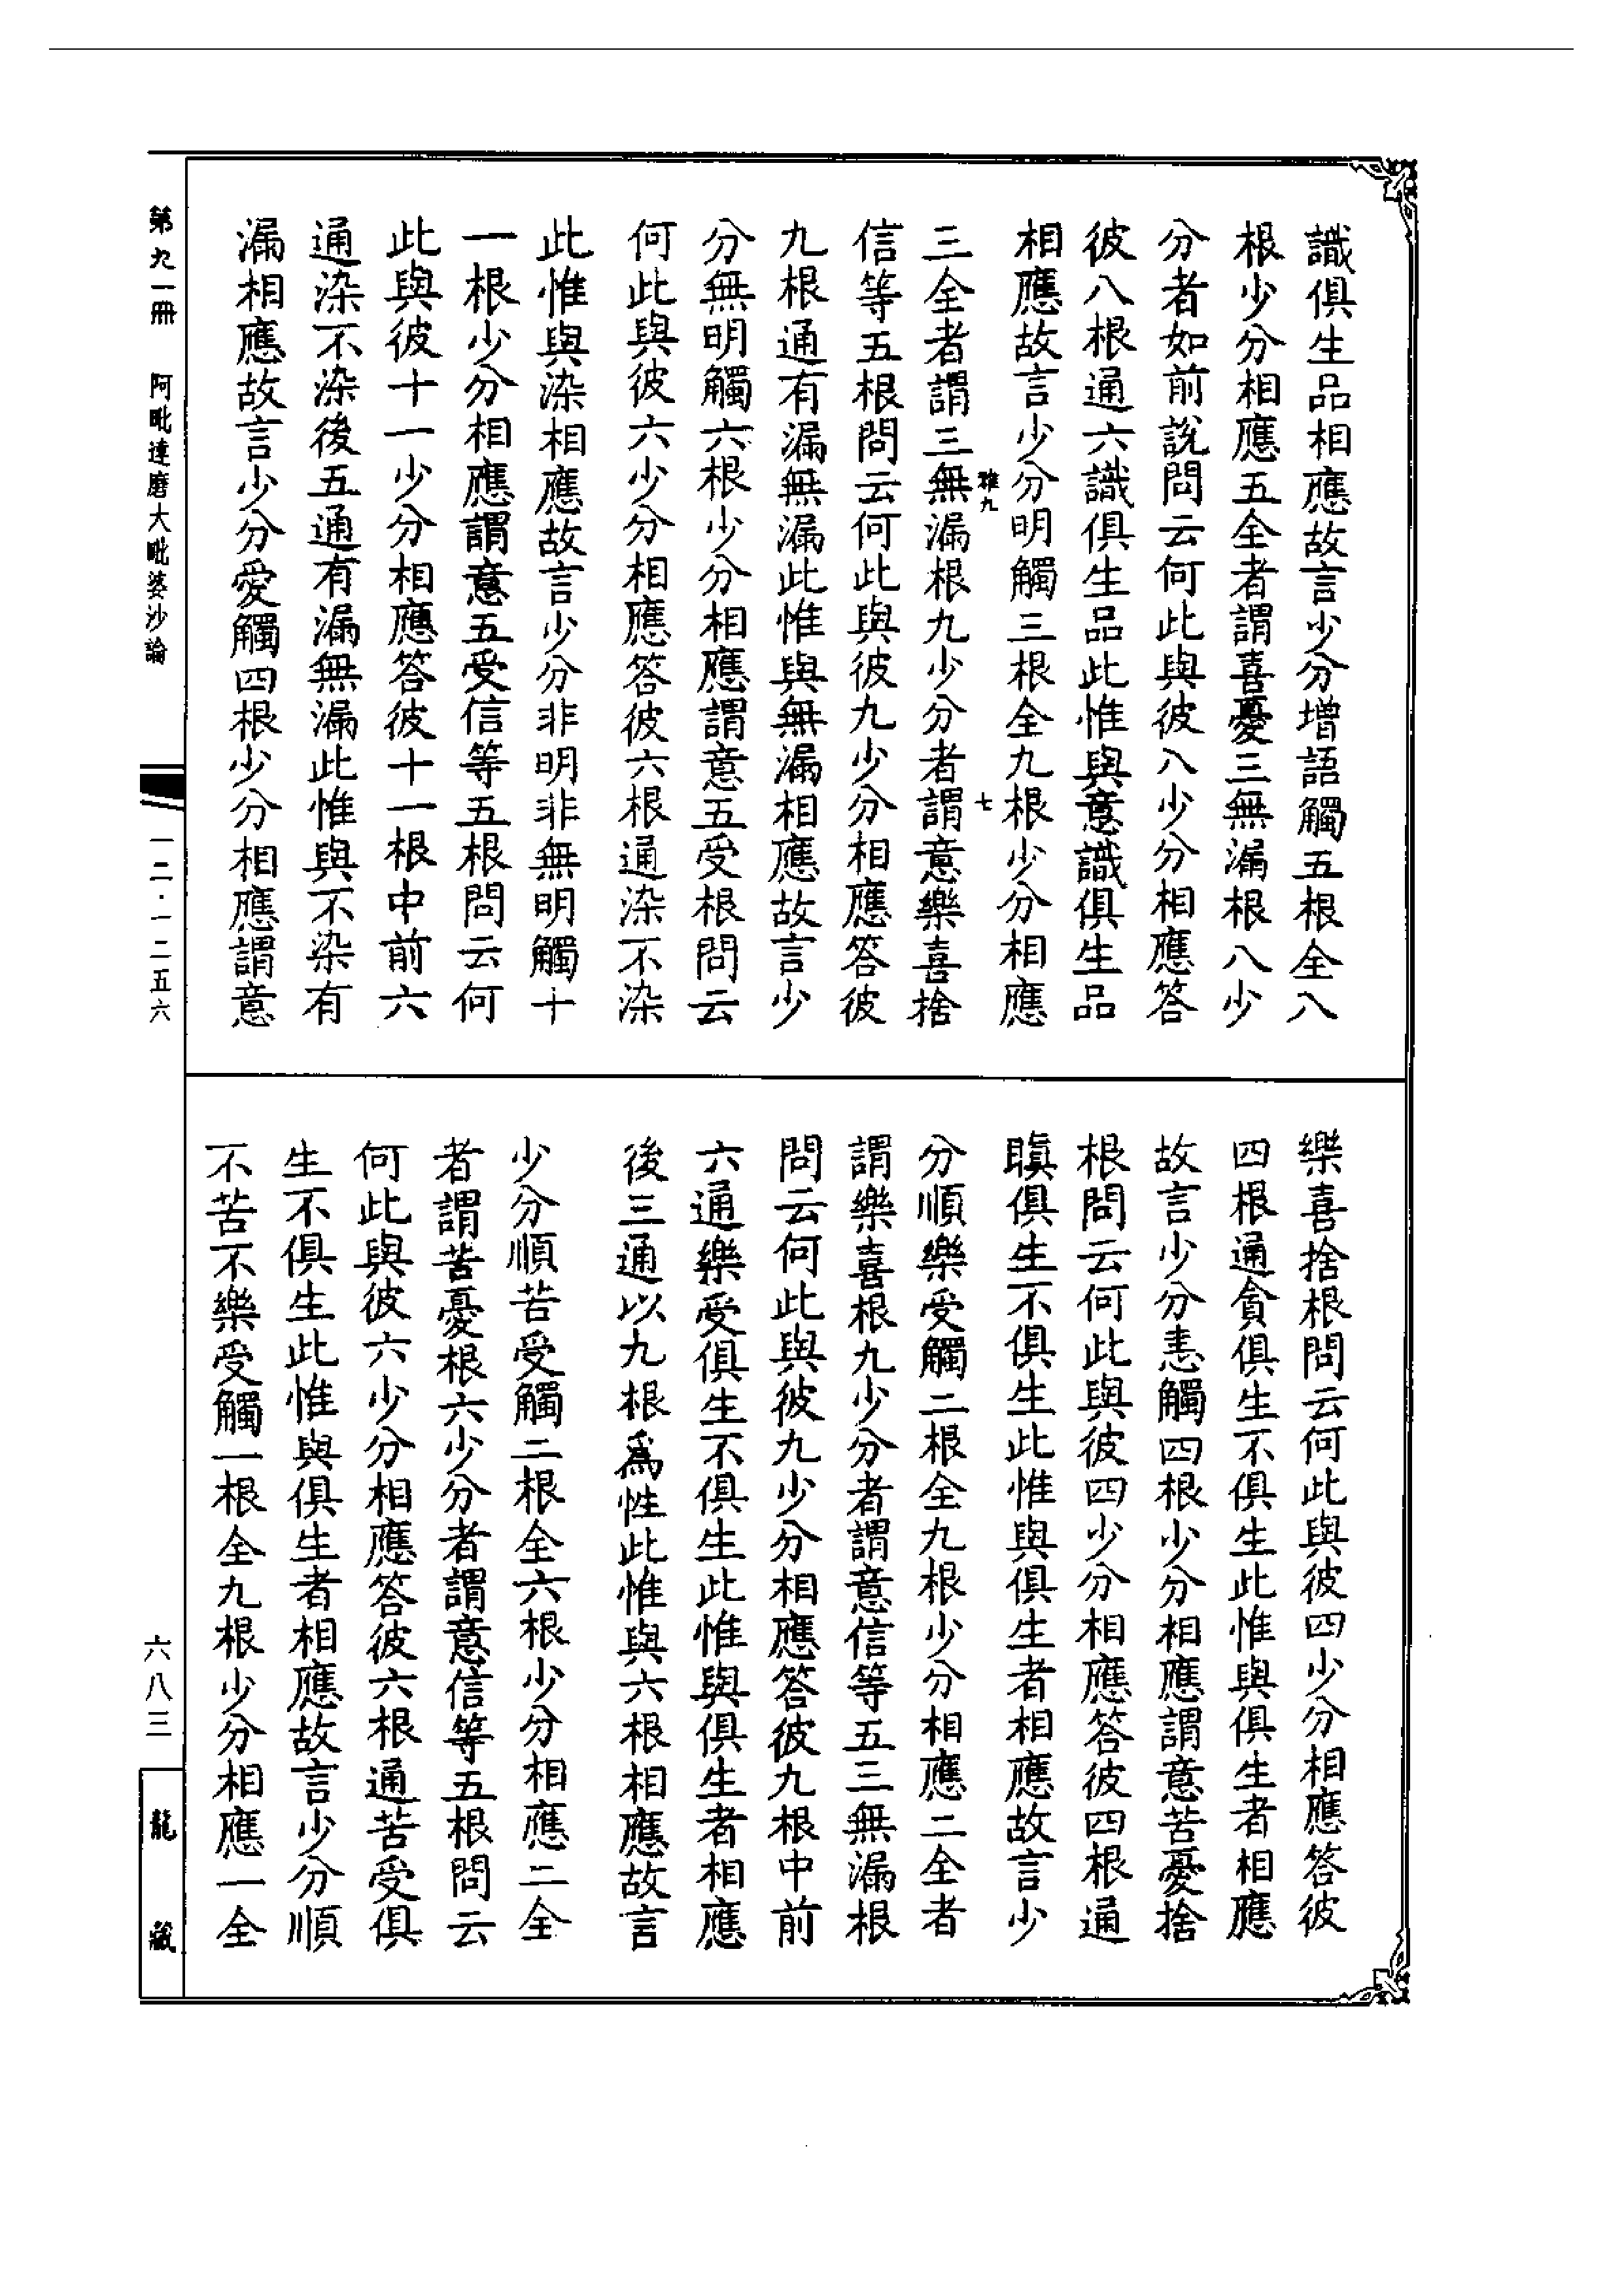 識俱生品相應故言少分增語觸五根全八
根少分相應五全者謂喜憂三無漏根八少
分者如前說問云何此與彼八少分相應答
彼八根通六識俱生品此惟與意識俱生品
相應故言少分明觸三根全九根少分相應
雅九
七
三全者謂三無漏根九少分者謂意樂喜捨
信等五根問云何此與彼九少分相應答彼
九根通有漏無漏此惟與無漏相應故言少
分無明觸六根少分相應謂意五受根問云
何此與彼六少分相應答彼六根通染不染
此惟與染相應故言少分非明非無明觸十
一根少分相應謂意五受信等五根問云何
此與彼十一少分相應答彼十一根中前六
通染不染後五通有漏無漏此惟與不染有
漏相應故言少分愛觸四根少分相應謂意
樂喜捨根問云何此與彼四少分相應答彼
四根通貪俱生不俱生此惟與俱生者相應
故言少分恚觸四根少分相應謂意苦憂捨
根問云何此與彼四少分相應答彼四根通
瞋俱生不俱生此惟與俱生者相應故言少
分順樂受觸二根全九根少分相應二全者
謂樂喜根九少分者謂意信等五三無漏根
問云何此與彼九少分相應答彼九根中前
六通樂受俱生不俱生此惟與俱生者相應
後三通以九根為性此惟與六根相應故言
少分順苦受觸二根全六根少分相應二全
者謂苦憂根六少分者謂意信等五根問云
何此與彼六少分相應答彼六根通苦受俱
生不俱生此惟與俱生者相應故言少分順
不苦不樂受觸一根全九根少分相應一全
第九一冊 阿毗達磨大毗婆沙論
一二·一二五六
六八三
龍藏